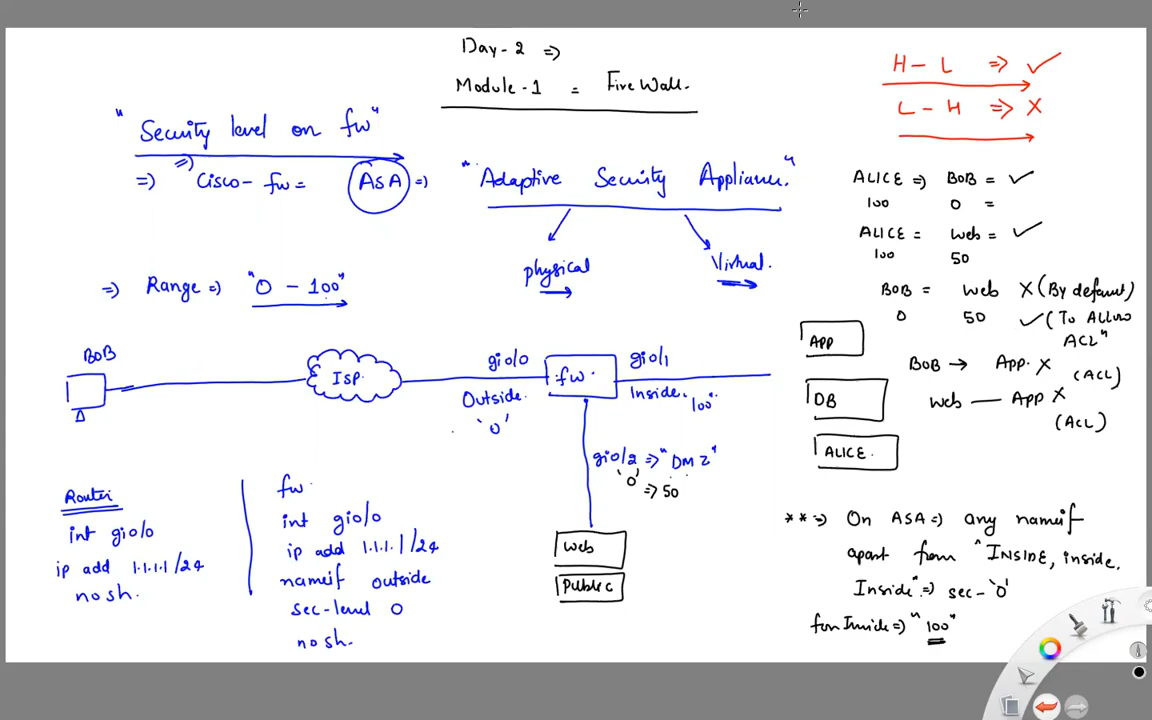 Day-2 =>
Module-1 = FireWall.
"Security level on fw"
=> Cisco-fw = ASA => "Adaptive Security Appliance."
physical Virtual.
=> Range => "0 - 100"
H - L => ✓
L - H => X
ALICE => BOB = ✓
100 0 =
ALICE = Web = ✓
100 50
BOB = Web X (By default)
0 50 ✓ (To Allow ACL"
BOB → App. X (ACL)
Web — App X (ACL)
BOB
ISP.
gi0/0
Outside.
'0'
fw.
gi0/1
Inside. 100"
App
DB
ALICE.
gi0/2 => "DMZ"
'0' => 50
Web
Public
Router
int gi0/0
ip add 1.1.1.1/24
no sh.
fw.
int gi0/0
ip add 1.1.1.1/24
nameif outside
sec-level 0
no sh.
**=> On ASA => any nameif
apart from "INSIDE, inside.
Inside" => sec - '0'
for Inside => "100"